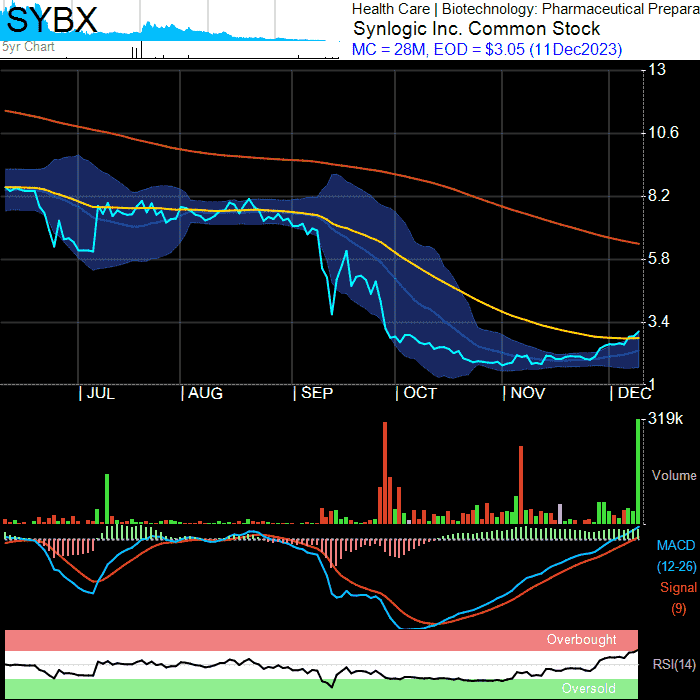 SYBX
5yr Chart
Health Care | Biotechnology: Pharmaceutical Prepara
Synlogic Inc. Common Stock
MC = 28M, EOD = $3.05 (11Dec2023)
13
10.6
8.2
5.8
3.4
1
JUL
AUG
SEP
OCT
NOV
DEC
319k
Volume
MACD
(12-26)
Signal
(9)
Overbought
RSI(14)
Oversold